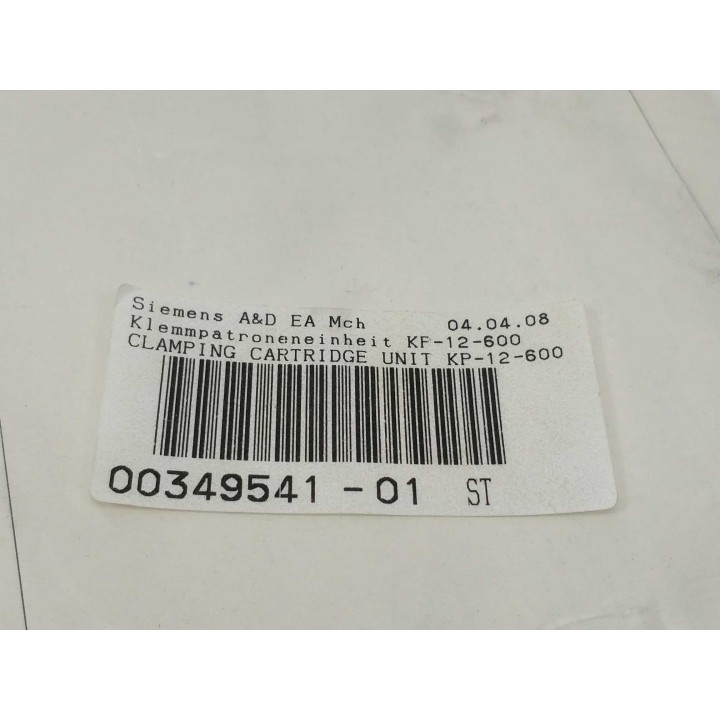 Siemens A&D EA Mch 04.04.08
Klemmpatroneneinheit KP-12-600
CLAMPING CARTRIDGE UNIT KP-12-600
00349541-01 ST